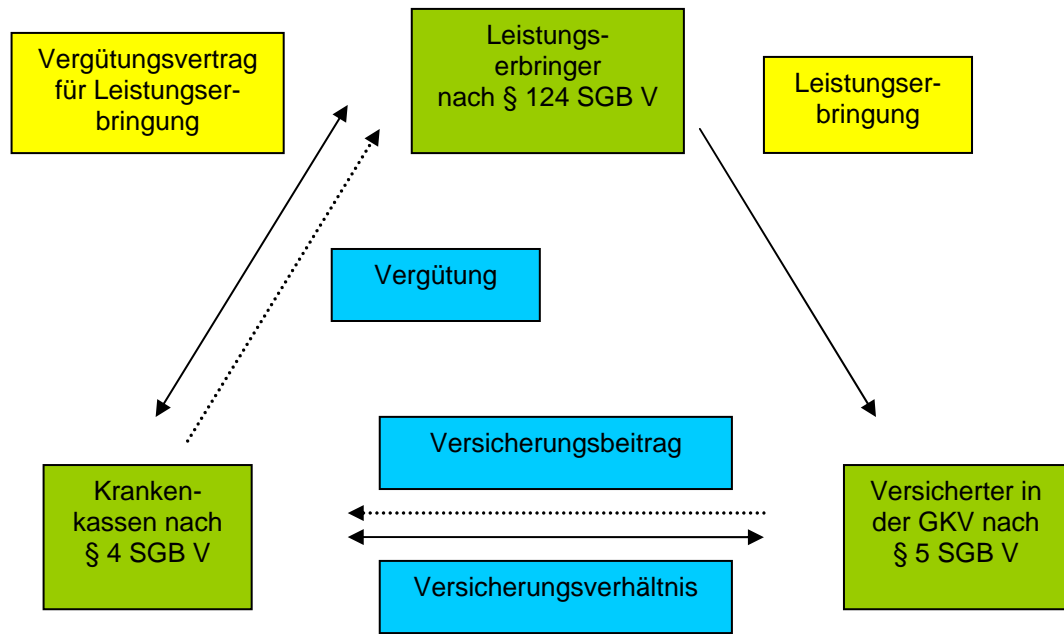 Vergütungsvertrag
für Leistungser-
bringung
Leistungs-
erbringer
nach § 124 SGB V
Leistungser-
bringung
Vergütung
Versicherungsbeitrag
Kranken-
kassen nach
§ 4 SGB V
Versicherter in
der GKV nach
§ 5 SGB V
Versicherungsverhältnis